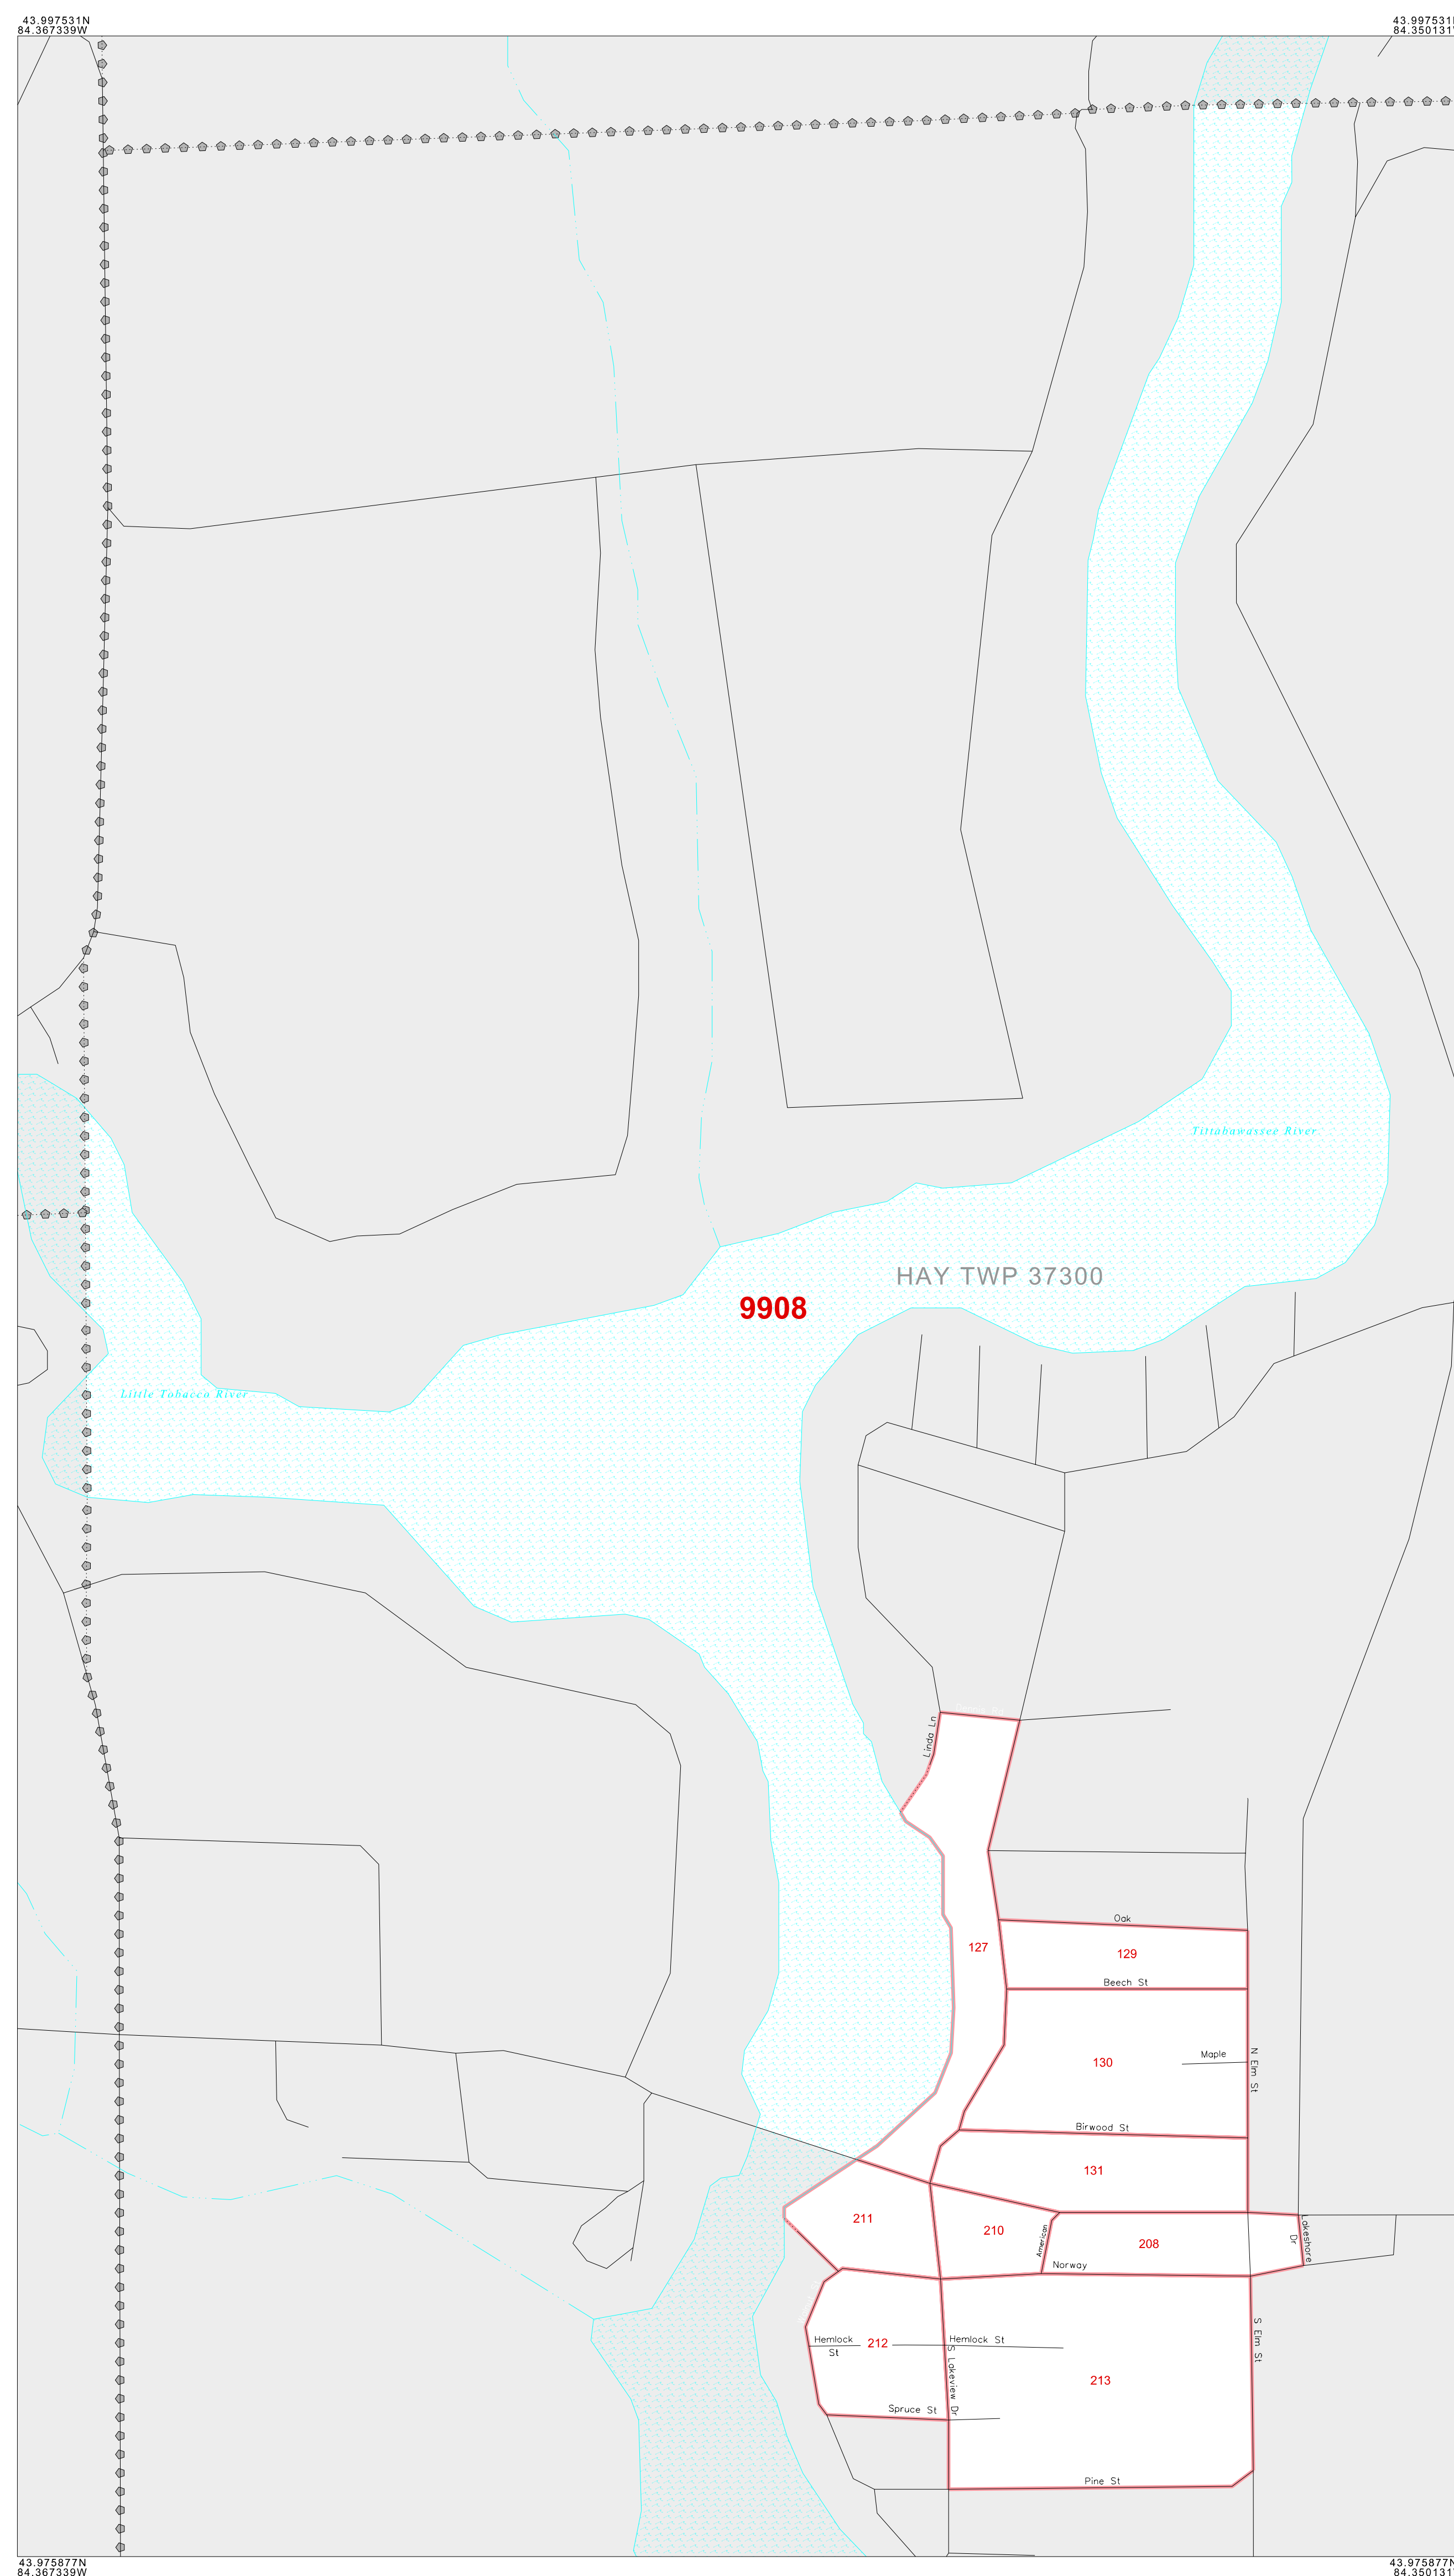 43.997531N
84.367339W
43.997531N
84.350131W
Tittabawassee River
HAY TWP 37300
9908
Little Tobacco River
Linda Ln
Oak
127
129
Beech St
Maple
N Elm St
130
Birwood St
131
211
210
American
208
Lakeshore
Dr
Norway
Hemlock
St
212
Hemlock St
S Lakeview Dr
S Elm St
213
Spruce St
Pine St
43.975877N
84.367339W
43.975877N
84.350131